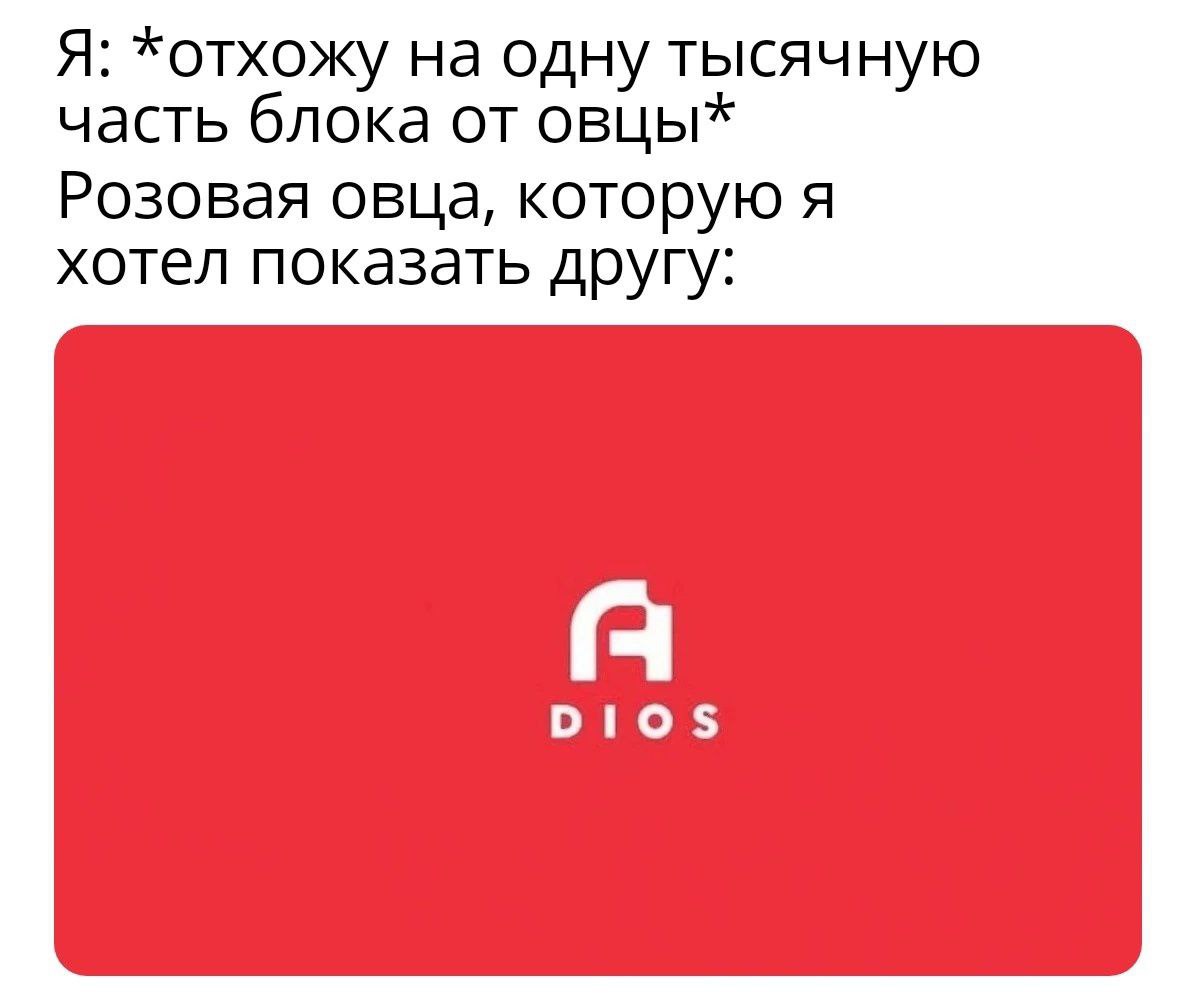 Я: *отхожу на одну тысячную
часть блока от овцы*
Розовая овца, которую я
хотел показать другу:
A
DIOS